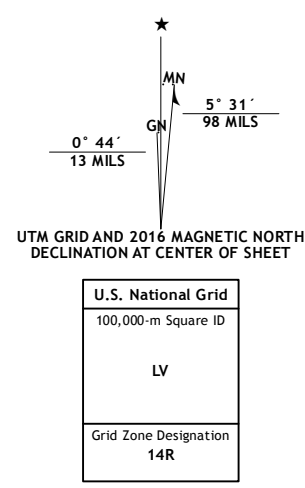 ★
MN
GN
5° 31´
98 MILS
0° 44´
13 MILS
UTM GRID AND 2016 MAGNETIC NORTH
DECLINATION AT CENTER OF SHEET
U.S. National Grid
100,000-m Square ID
LV
Grid Zone Designation
14R